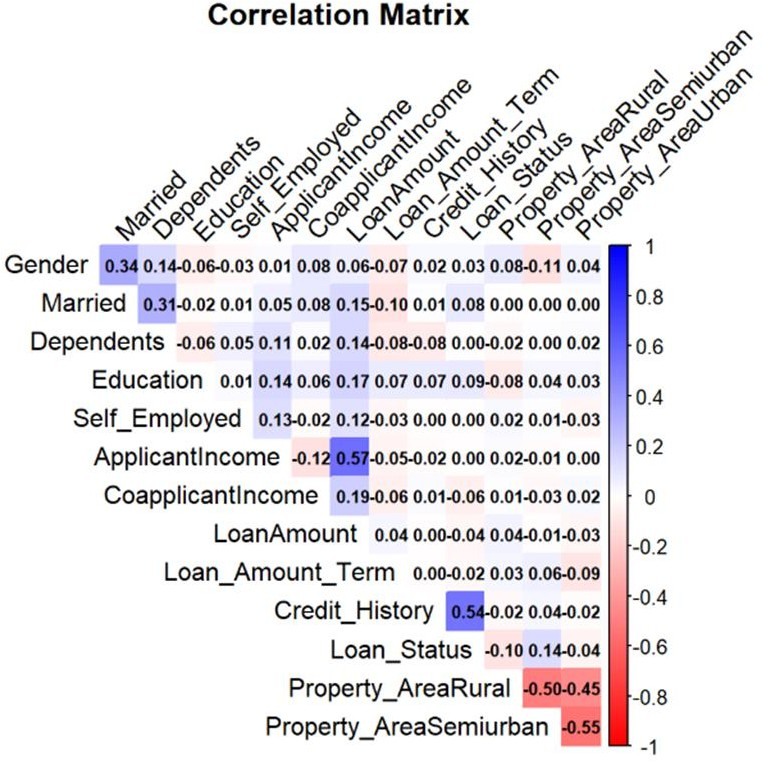 Correlation Matrix
Married
Dependents
Education
Self_Employed
ApplicantIncome
CoapplicantIncome
LoanAmount
Loan_Amount_Term
Credit_History
Loan_Status
Property_AreaRural
Property_AreaSemiurban
Property_AreaUrban
Gender 0.34 0.14 -0.06 -0.03 0.01 0.08 0.06 -0.07 0.02 0.03 0.08 -0.11 0.04 1
Married 0.31 -0.02 0.01 0.05 0.08 0.15 -0.10 0.01 0.08 0.00 0.00 0.00 0.8
Dependents -0.06 0.05 0.11 0.02 0.14 -0.08 -0.08 0.00 -0.02 0.00 0.02 0.6
Education 0.01 0.14 0.06 0.17 0.07 0.07 0.09 -0.08 0.04 0.03 0.4
Self_Employed 0.13 -0.02 0.12 -0.03 0.00 0.00 0.02 0.01 -0.03 0.2
ApplicantIncome -0.12 0.57 -0.05 -0.02 0.00 0.02 -0.01 0.00
CoapplicantIncome 0.19 -0.06 0.01 -0.06 0.01 -0.03 0.02 0
LoanAmount 0.04 0.00 -0.04 0.04 -0.01 -0.03 -0.2
Loan_Amount_Term 0.00 -0.02 0.03 0.06 -0.09 -0.4
Credit_History 0.54 -0.02 0.04 -0.02
Loan_Status -0.10 0.14 -0.04 -0.6
Property_AreaRural -0.50 -0.45 -0.8
Property_AreaSemiurban -0.55 -1